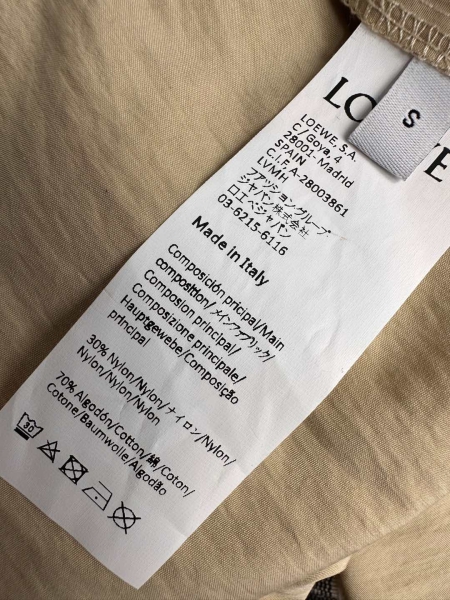 LOEWE
S
LOEWE, S.A.
C/Goya, 4
28001- Madrid
SPAIN
C.I.F. A-28003861
LVMH
ファッショングループ
ジャパン株式会社
ロエベジャパン
03-6215-6116
Made in Italy
Composición pricipal/Main
composition/メインファブリック/
Composion principal/
Composizione principale/
Hauptgewebe/Composição
principal
30% Nylon/Nylon/ナイロン/Nylon/
Nylon/Nylon/Nylon
70% Algodón/Cotton/綿/Coton/
Cotone/Baumwolle/Algodão
30